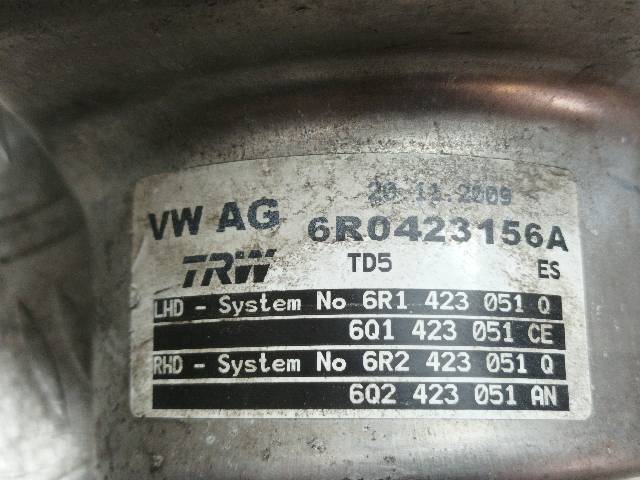 20.11.2009
VW AG 6R0423156A
TRW TD5 ES
LHD - System No 6R1 423 051 Q
6Q1 423 051 CE
RHD - System No 6R2 423 051 Q
6Q2 423 051 AN